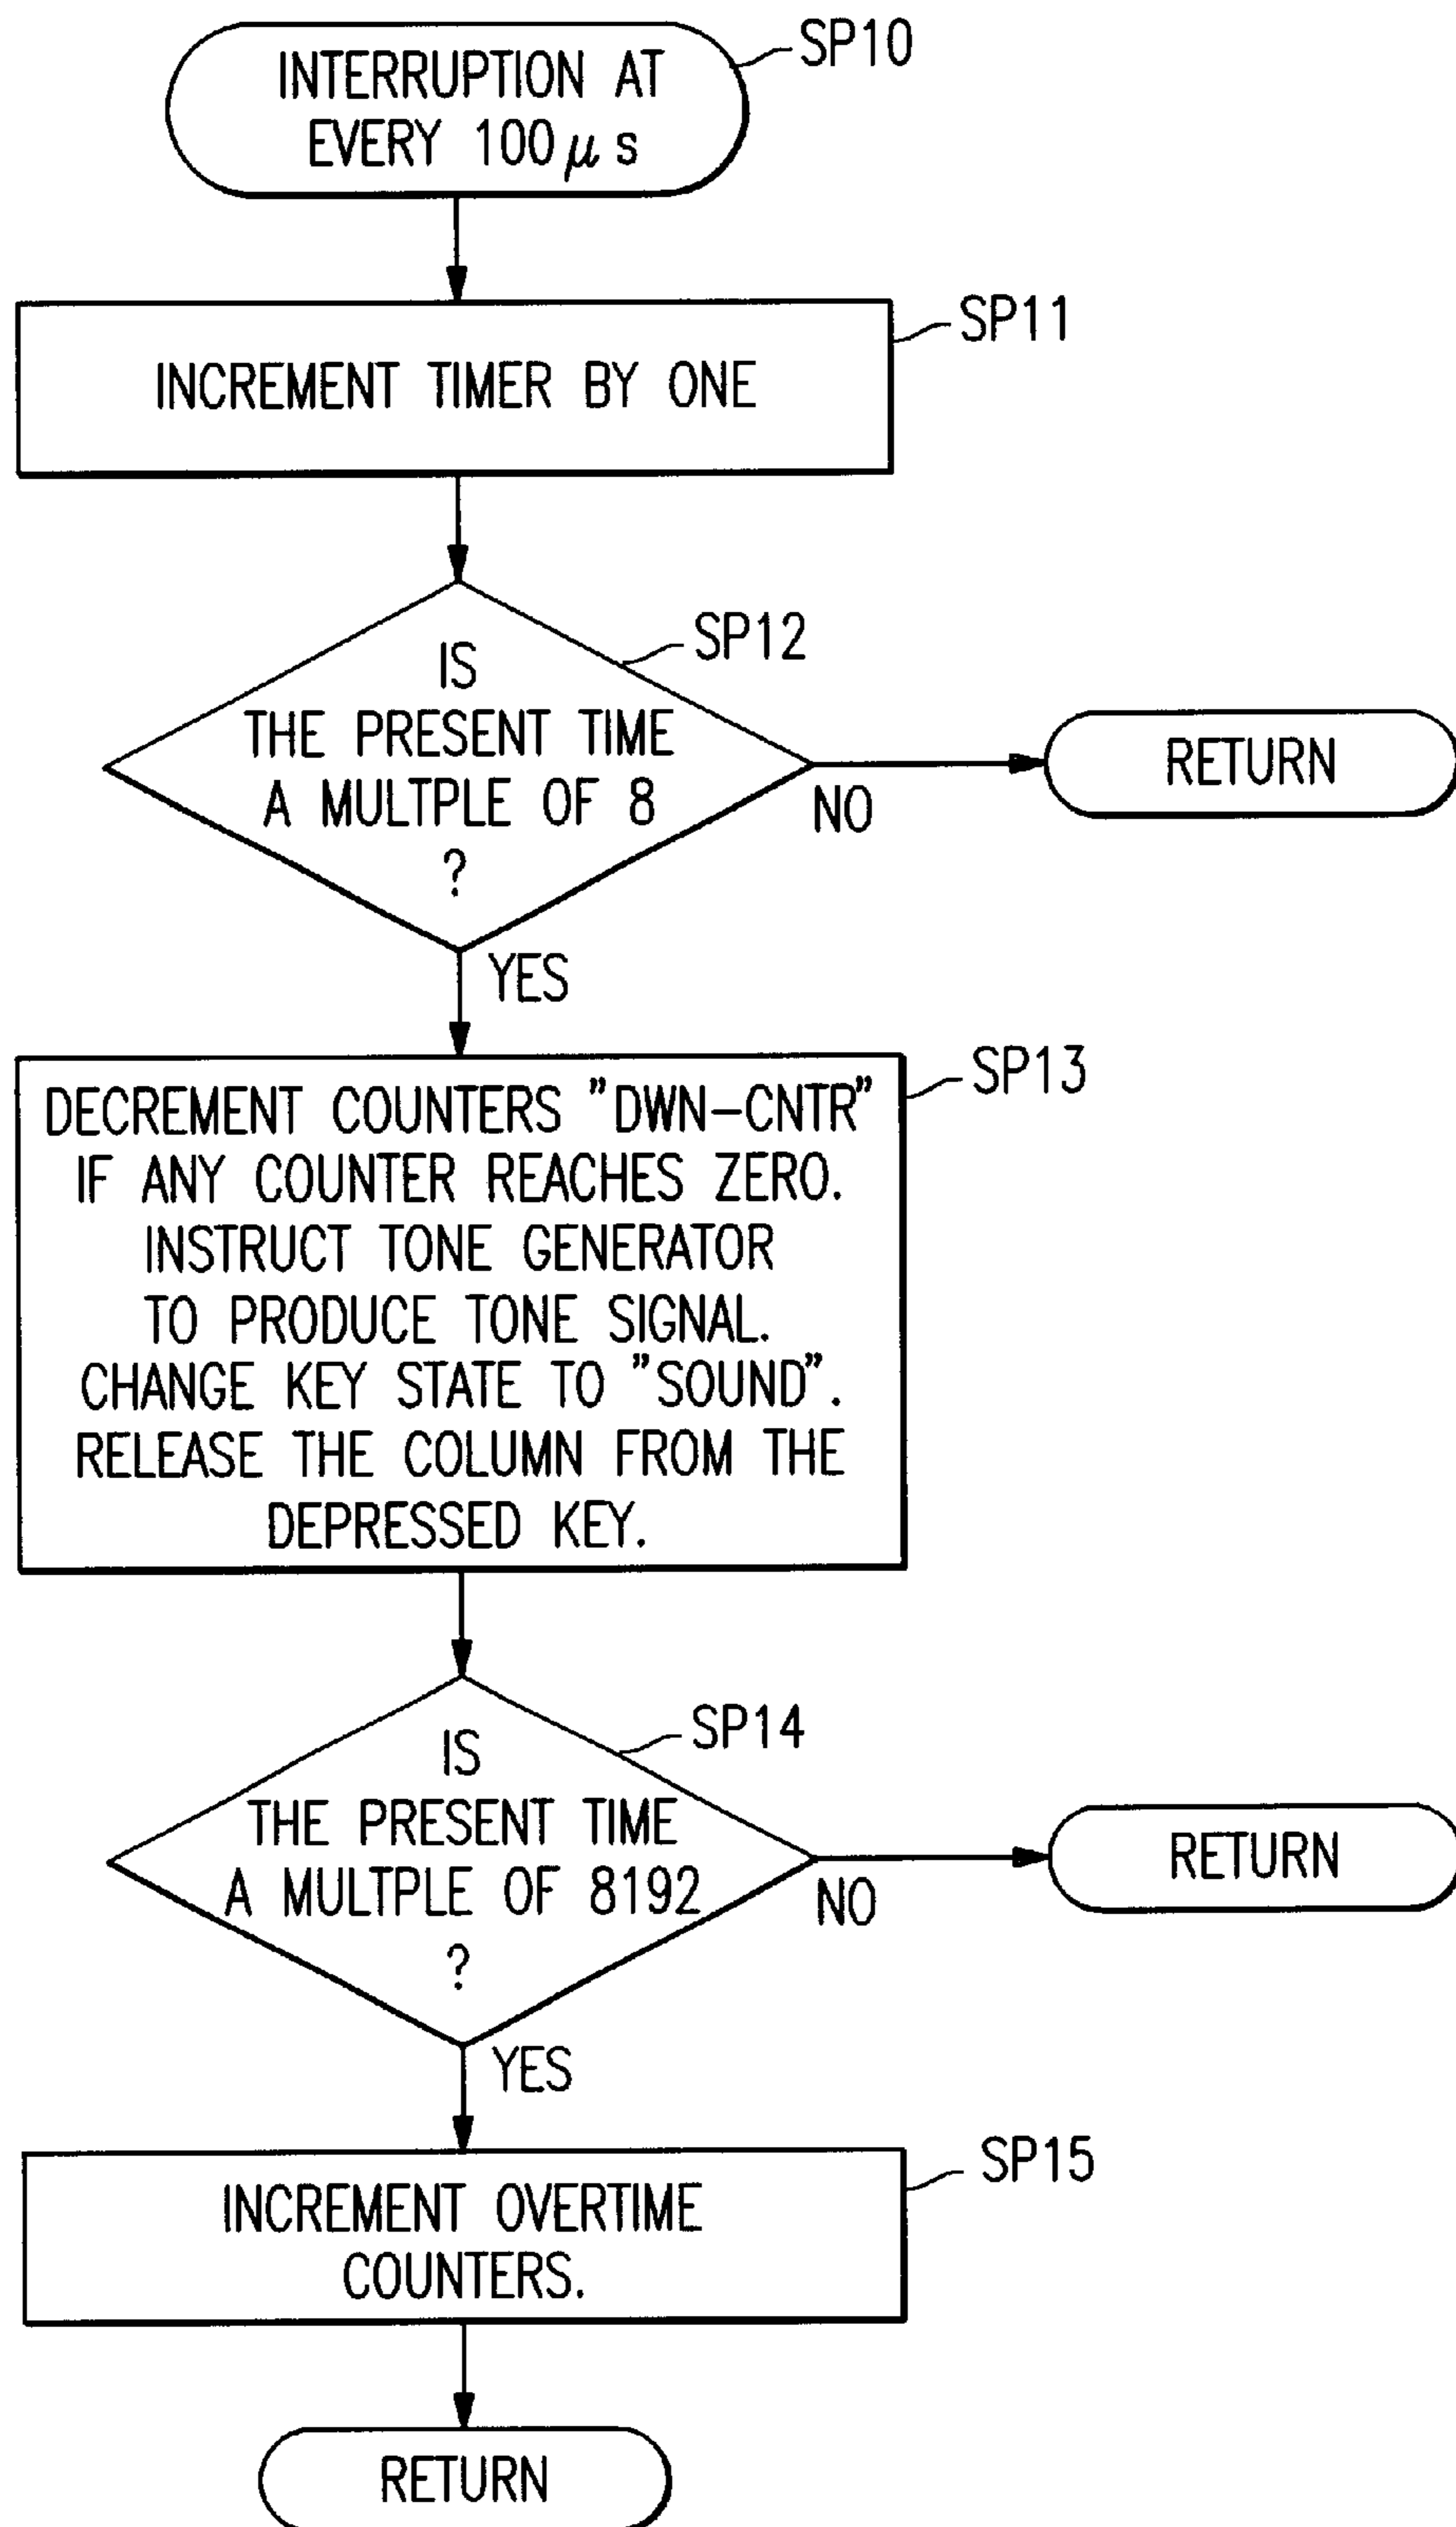 SP10
INTERRUPTION AT
EVERY 100 μ s
SP11
INCREMENT TIMER BY ONE
SP12
IS
THE PRESENT TIME
A MULTPLE OF 8
?
NO
RETURN
YES
SP13
DECREMENT COUNTERS "DWN-CNTR"
IF ANY COUNTER REACHES ZERO.
INSTRUCT TONE GENERATOR
TO PRODUCE TONE SIGNAL.
CHANGE KEY STATE TO "SOUND".
RELEASE THE COLUMN FROM THE
DEPRESSED KEY.
SP14
IS
THE PRESENT TIME
A MULTPLE OF 8192
?
NO
RETURN
YES
SP15
INCREMENT OVERTIME
COUNTERS.
RETURN